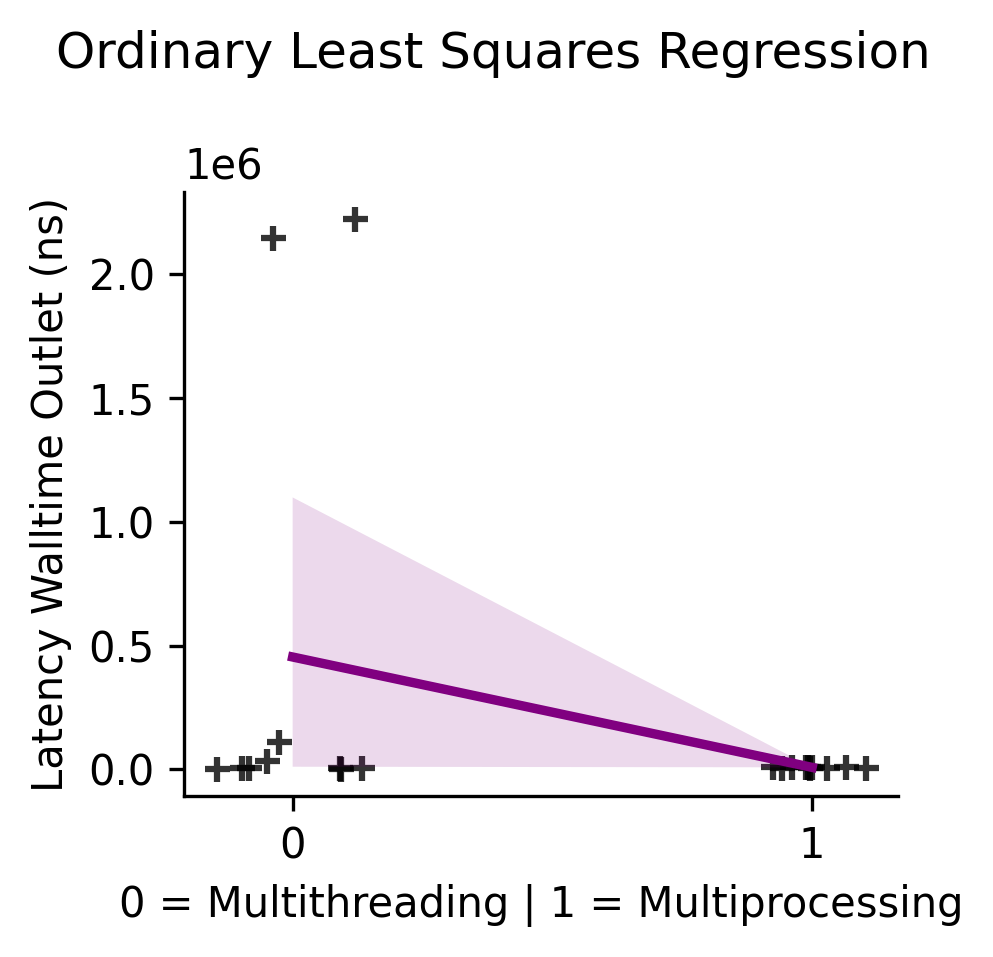 Ordinary Least Squares Regression
1e6
Latency Walltime Outlet (ns)
2.0
1.5
1.0
0.5
0.0
0 1
0 = Multithreading | 1 = Multiprocessing